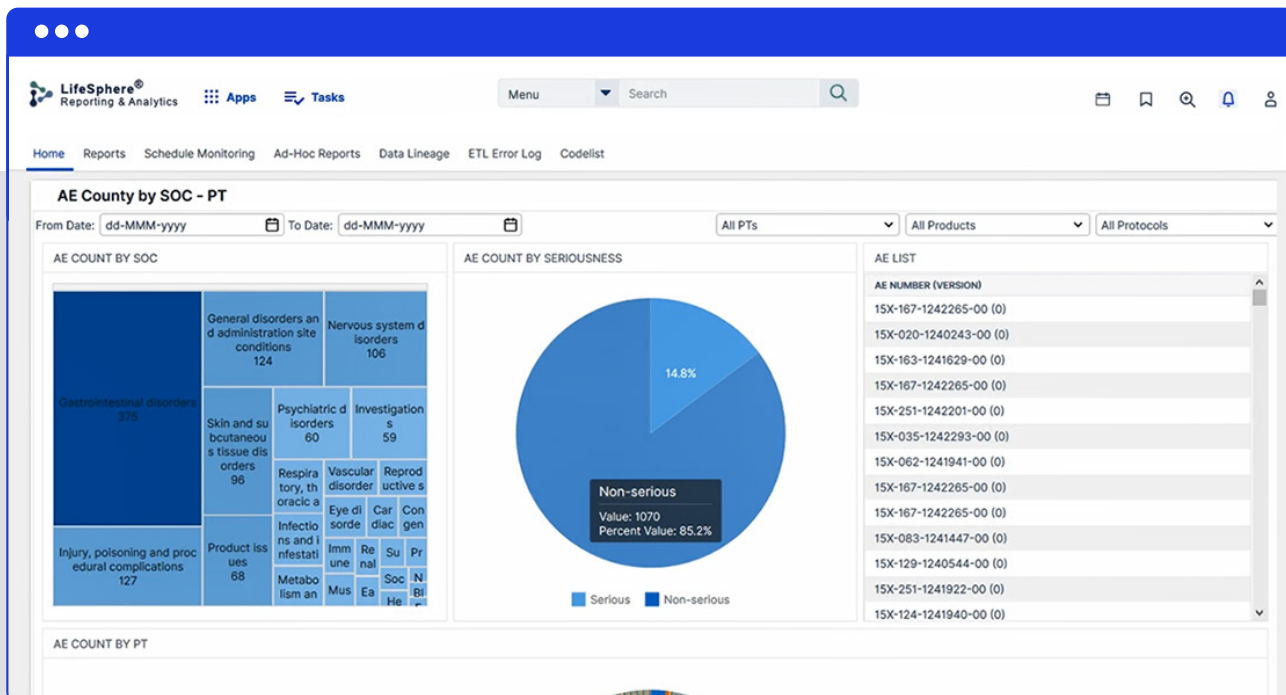 LifeSphere®
Reporting & Analytics
Apps
Tasks
Menu
Search
Home
Reports
Schedule Monitoring
Ad-Hoc Reports
Data Lineage
ETL Error Log
Codelist
AE County by SOC - PT
From Date:
dd-MMM-yyyy
To Date:
dd-MMM-yyyy
All PTs
All Products
All Protocols
AE COUNT BY SOC
Gastrointestinal disorders
375
Injury, poisoning and proc
edural complications
127
General disorders an
d administration site
conditions
124
Nervous system d
isorders
106
Skin and su
bcutaneou
s tissue dis
orders
96
Product iss
ues
68
Psychiatric d
isorders
60
Investigation
s
59
Respira
tory, th
oracic a
Vascular
disorder
Reprod
uctive s
Infectio
ns and i
nfestati
Eye di
sorde
Car
diac
Con
gen
Metabo
lism an
Imm
une
Re
nal
Su
Pr
Mus
Ea
Soc
N
He
Bl
AE COUNT BY SERIOUSNESS
14.8%
Non-serious
Value: 1070
Percent Value: 85.2%
Serious
Non-serious
AE LIST
AE NUMBER (VERSION)
15X-167-1242265-00 (0)
15X-020-1240243-00 (0)
15X-163-1241629-00 (0)
15X-167-1242265-00 (0)
15X-251-1242201-00 (0)
15X-035-1242293-00 (0)
15X-062-1241941-00 (0)
15X-167-1242265-00 (0)
15X-167-1242265-00 (0)
15X-083-1241447-00 (0)
15X-129-1240544-00 (0)
15X-251-1241922-00 (0)
15X-124-1241940-00 (0)
AE COUNT BY PT